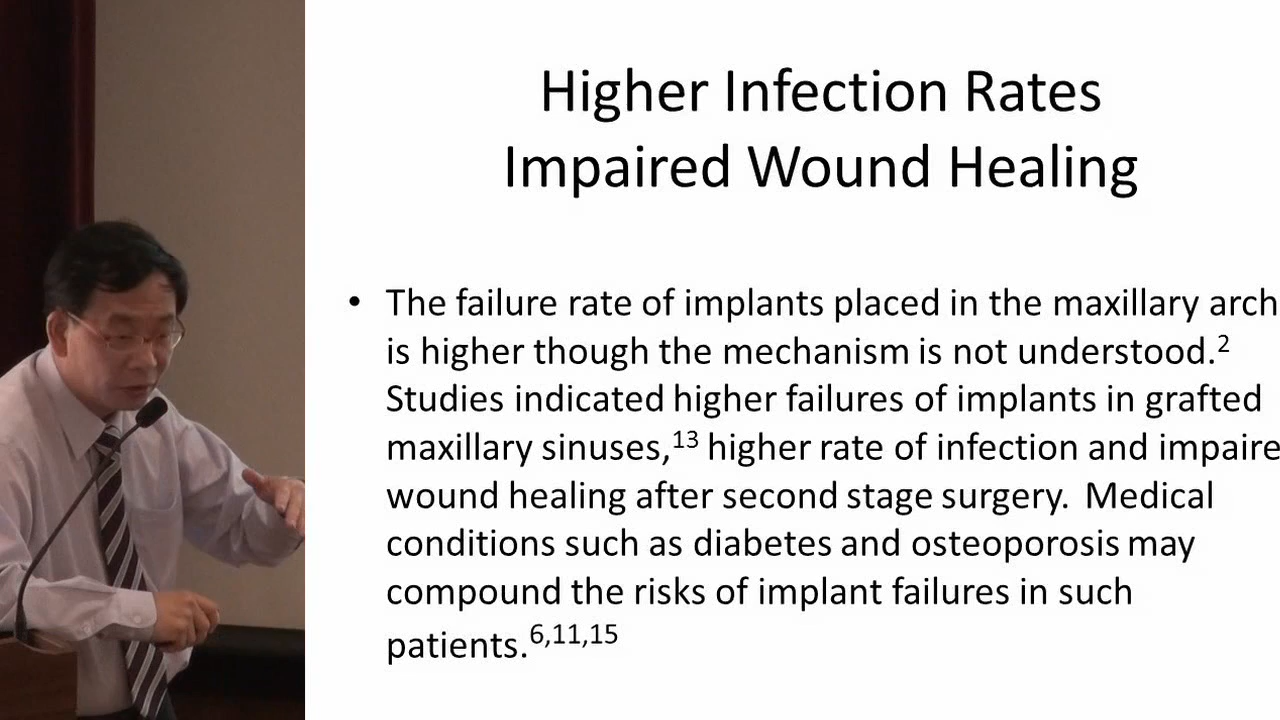 Higher Infection Rates
Impaired Wound Healing
• The failure rate of implants placed in the maxillary arch
is higher though the mechanism is not understood.2
Studies indicated higher failures of implants in grafted
maxillary sinuses,13 higher rate of infection and impaire
wound healing after second stage surgery. Medical
conditions such as diabetes and osteoporosis may
compound the risks of implant failures in such
patients.6,11,15